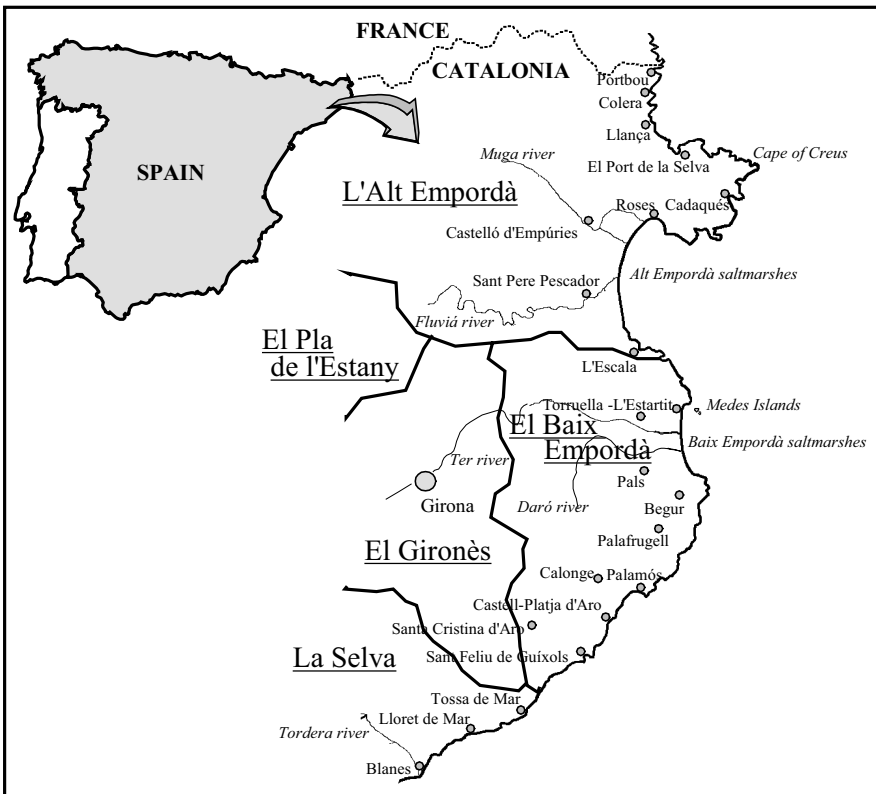 FRANCE
CATALONIA
Portbou
Colera
Llançà
Muga river
El Port de la Selva
Cape of Creus
SPAIN
L'Alt Empordà
Roses
Cadaqués
Castelló d'Empúries
Alt Empordà saltmarshes
Sant Pere Pescador
Fluviá river
El Pla
de l'Estany
L'Escala
Torruella -L'Estartit
Medes Islands
El Baix
Empordà
Baix Empordà saltmarshes
Ter river
Pals
Girona
Daró river
Begur
Palafrugell
El Gironès
Calonge
Palamós
Castell-Platja d'Aro
Santa Cristina d'Aro
La Selva
Sant Feliu de Guíxols
Tossa de Mar
Lloret de Mar
Tordera river
Blanes